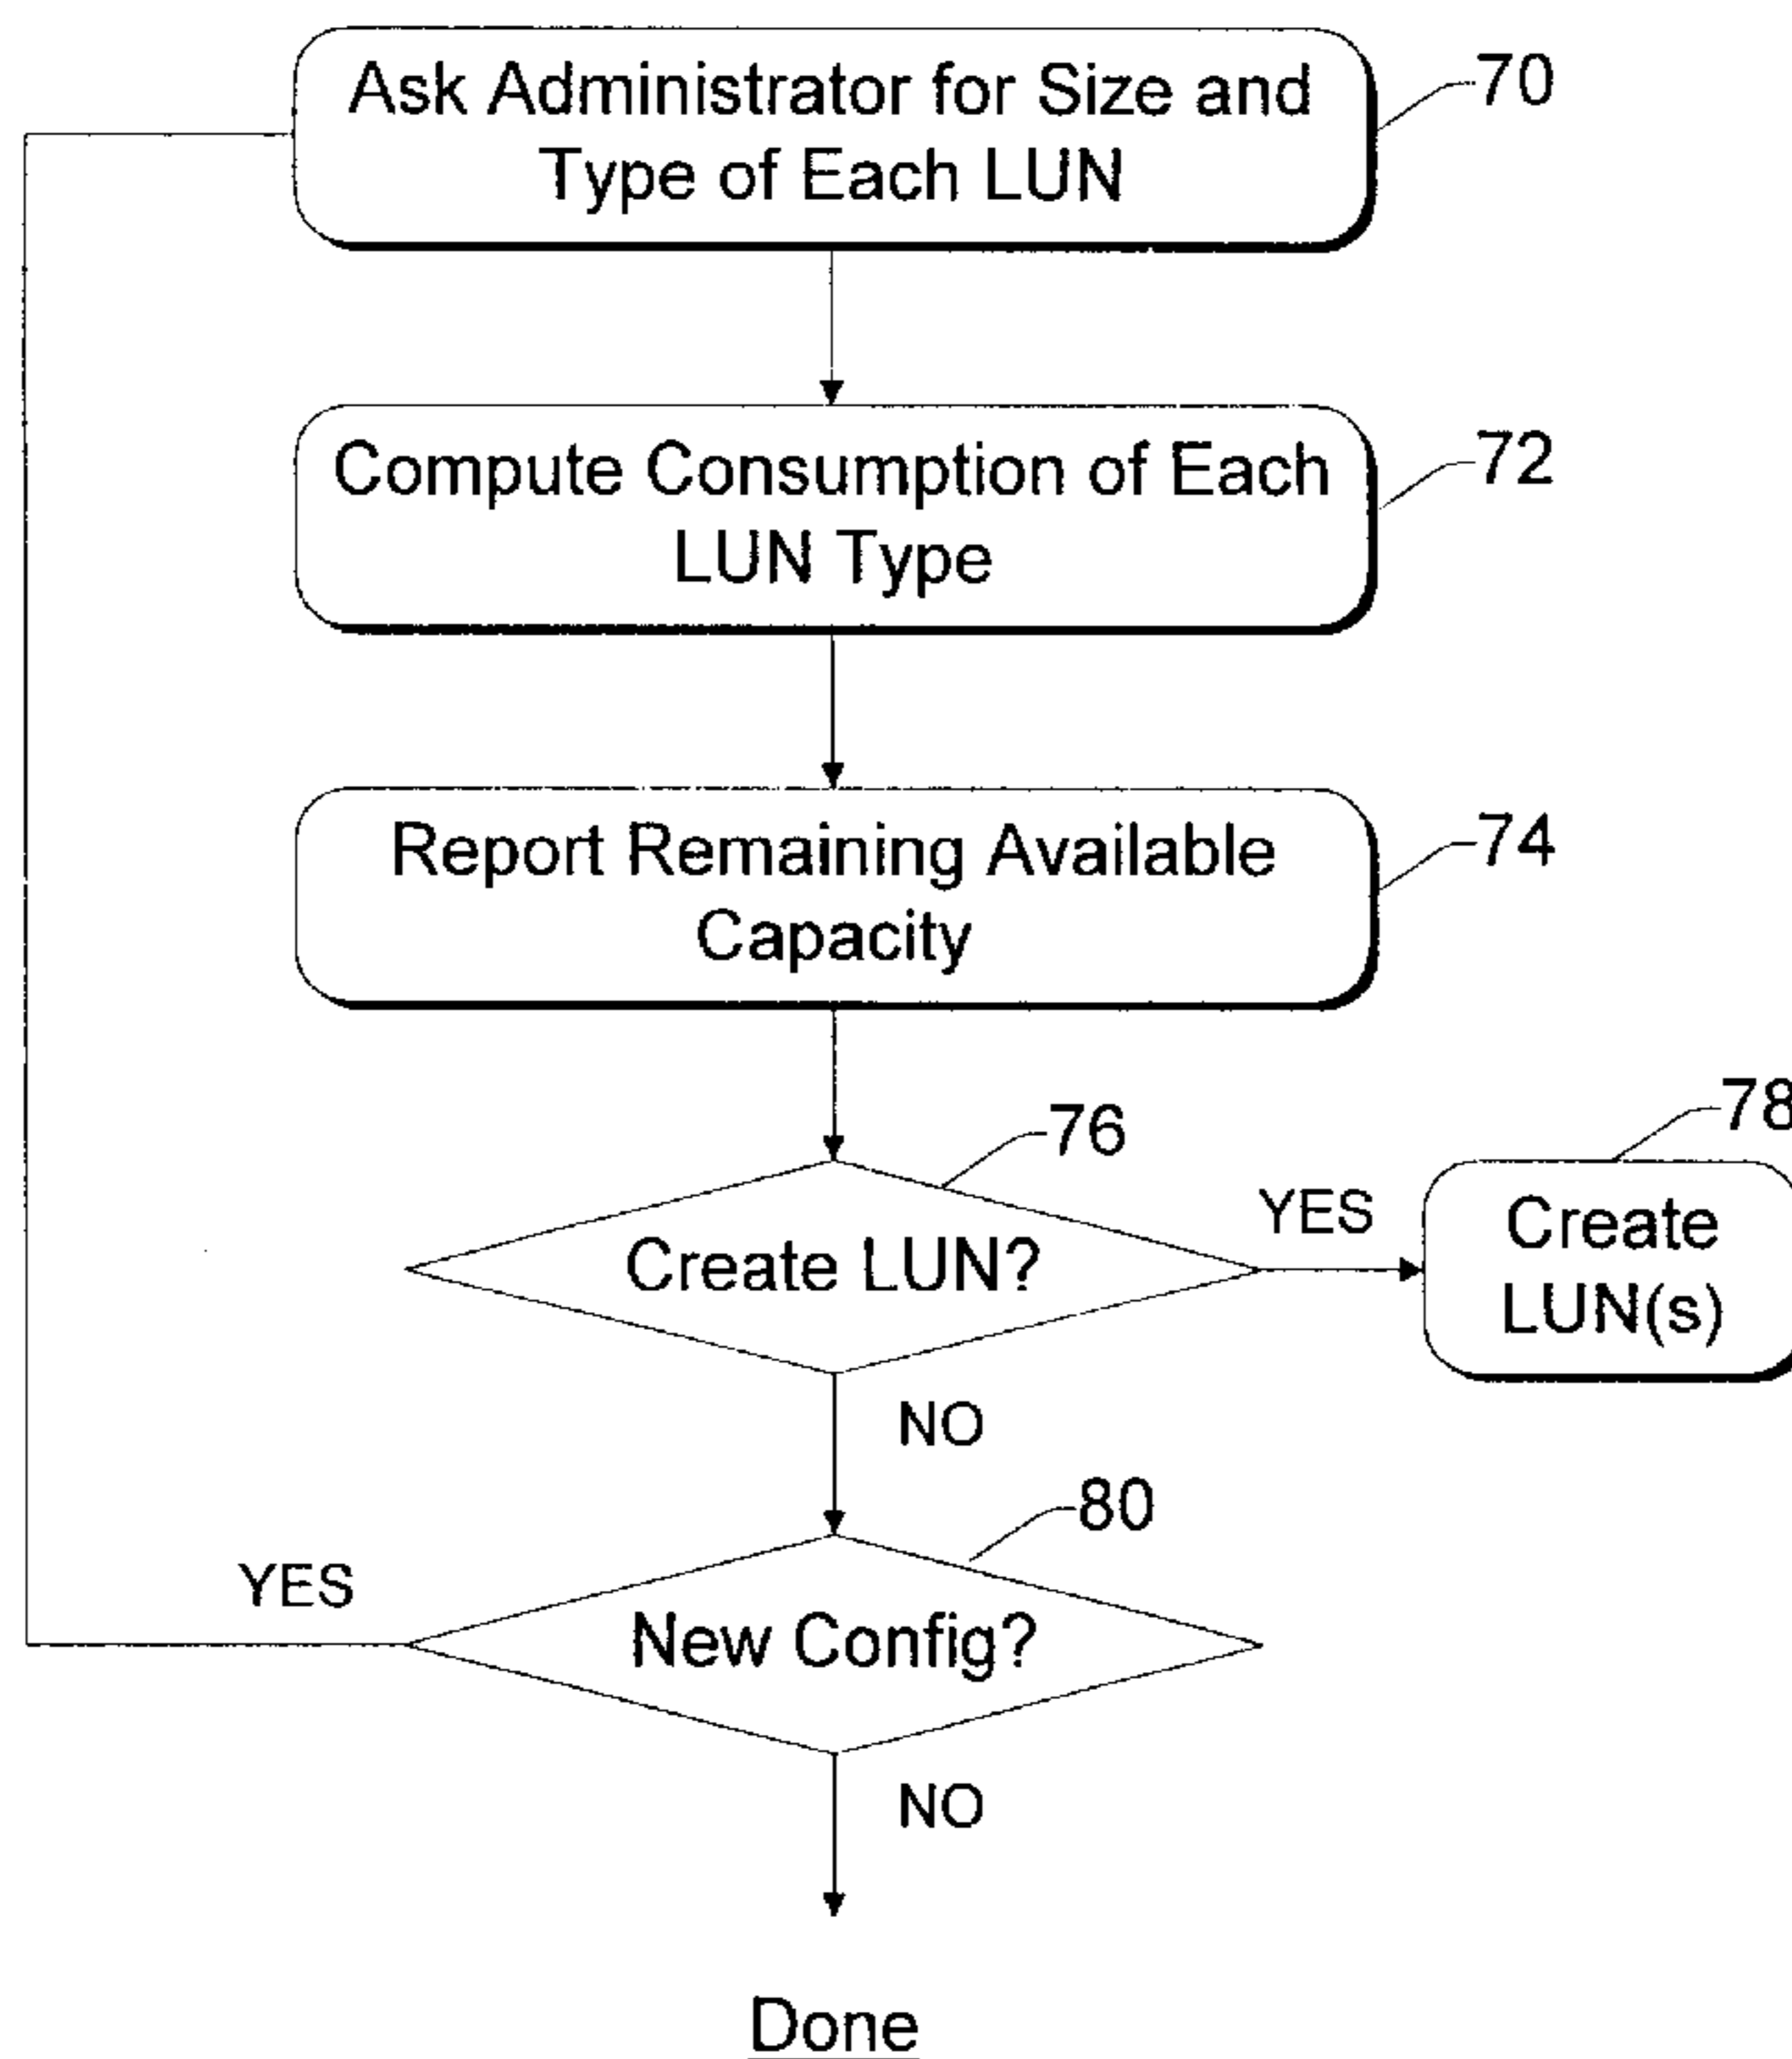 Ask Administrator for Size and
Type of Each LUN
70
Compute Consumption of Each
LUN Type
72
Report Remaining Available
Capacity
74
76
Create LUN?
YES
78
Create
LUN(s)
NO
80
New Config?
YES
NO
Done